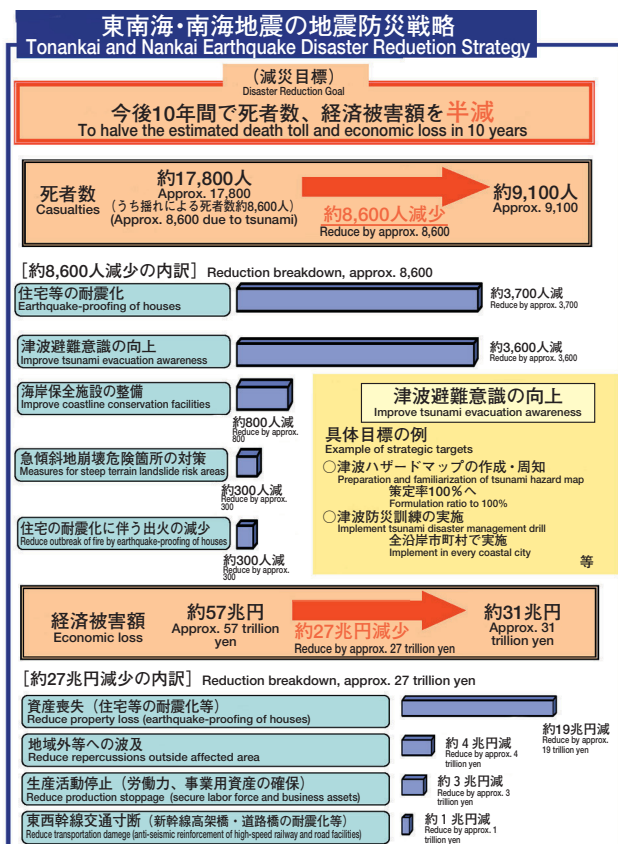 東南海・南海地震の地震防災戦略
Tonankai and Nankai Earthquake Disaster Reduetion Strategy
（減災目標）
Disaster Reduction Goal
今後10年間で死者数、経済被害額を半減
To halve the estimated death toll and economic loss in 10 years
死者数
Casualties
約17,800人
Approx. 17,800
（うち揺れによる死者数約8,600人）
(Approx. 8,600 due to tsunami)
約8,600人減少
Reduce by approx. 8,600
約9,100人
Approx. 9,100
［約8,600人減少の内訳］ Reduction breakdown, approx. 8,600
住宅等の耐震化
Earthquake-proofing of houses
約3,700人減
Reduce by approx. 3,700
津波避難意識の向上
Improve tsunami evacuation awareness
約3,600人減
Reduce by approx. 3,600
海岸保全施設の整備
Improve coastline conservation facilities
約800人減
Reduce by approx.
800
急傾斜地崩壊危険箇所の対策
Measures for steep terrain landslide risk areas
約300人減
Reduce by approx.
300
住宅の耐震化に伴う出火の減少
Reduce outbreak of fire by earthquake-proofing of houses
約300人減
Reduce by approx.
300
津波避難意識の向上
Improve tsunami evacuation awareness
具体目標の例
Example of strategic targets
○津波ハザードマップの作成・周知
Preparation and familiarization of tsunami hazard map
策定率100％へ
Formulation ratio to 100%
○津波防災訓練の実施
Implement tsunami disaster management drill
全沿岸市町村で実施
Implement in every coastal city
等
経済被害額
Economic loss
約57兆円
Approx. 57 trillion
yen
約27兆円減少
Reduce by approx. 27 trillion yen
約31兆円
Approx. 31
trillion yen
［約27兆円減少の内訳］ Reduction breakdown, approx. 27 trillion yen
資産喪失（住宅等の耐震化等）
Reduce property loss (earthquake-proofing of houses)
約19兆円減
Reduce by approx.
19 trillion yen
地域外等への波及
Reduce repercussions outside affected area
約４兆円減
Reduce by approx. 4
trillion yen
生産活動停止（労働力、事業用資産の確保）
Reduce production stoppage (secure labor force and business assets)
約３兆円減
Reduce by approx. 3
trillion yen
東西幹線交通寸断（新幹線高架橋・道路橋の耐震化等）
Reduce transportation damege (anti-seismic reinforcement of high-speed railway and road facilities)
約１兆円減
Reduce by approx. 1
trillion yen